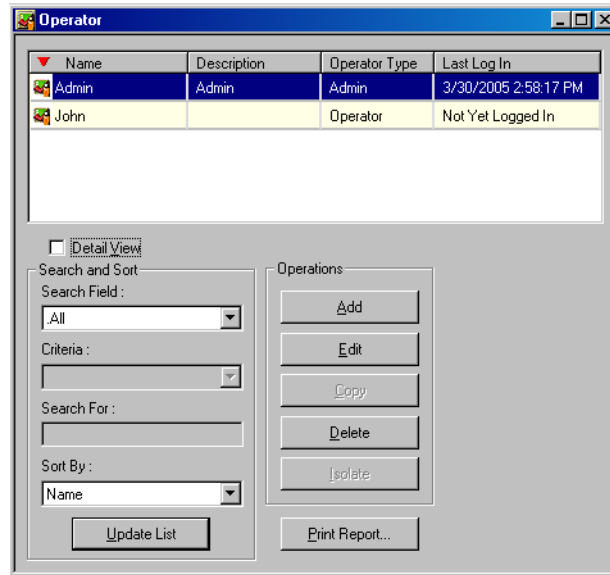 Operator
Name Description Operator Type Last Log In
Admin Admin Admin 3/30/2005 2:58:17 PM
John Operator Not Yet Logged In
Detail View
Search and Sort
Search Field :
.All
Criteria :
Search For :
Sort By :
Name
Update List
Operations
Add
Edit
Copy
Delete
Isolate
Print Report...